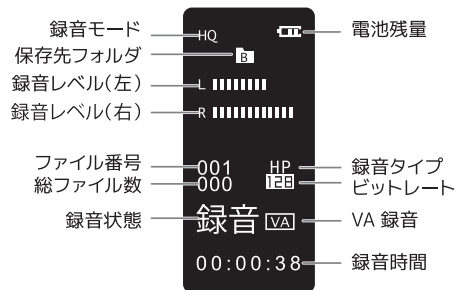 録音モード HQ 電池残量
保存先フォルダ B
録音レベル(左) L
録音レベル(右) R
ファイル番号 001 HP 録音タイプ
総ファイル数 000 128 ビットレート
録音状態 録音 VA VA 録音
00:00:38 録音時間